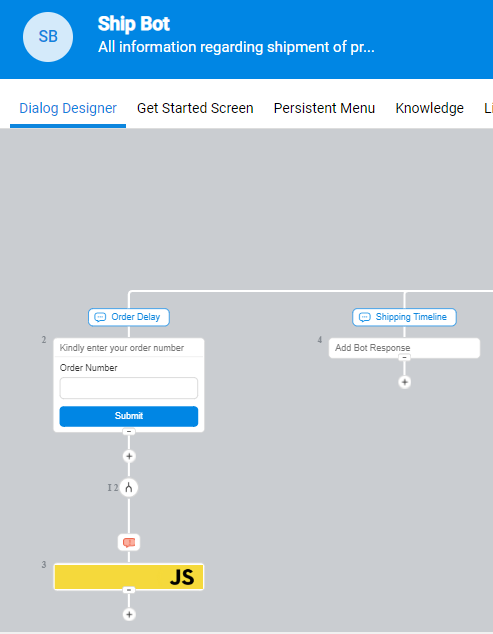 SB
Ship Bot
All information regarding shipment of pr...
Dialog Designer Get Started Screen Persistent Menu Knowledge Li
Order Delay
Shipping Timeline
2
Kindly enter your order number
Order Number
Submit
4
Add Bot Response
I 2
3
JS